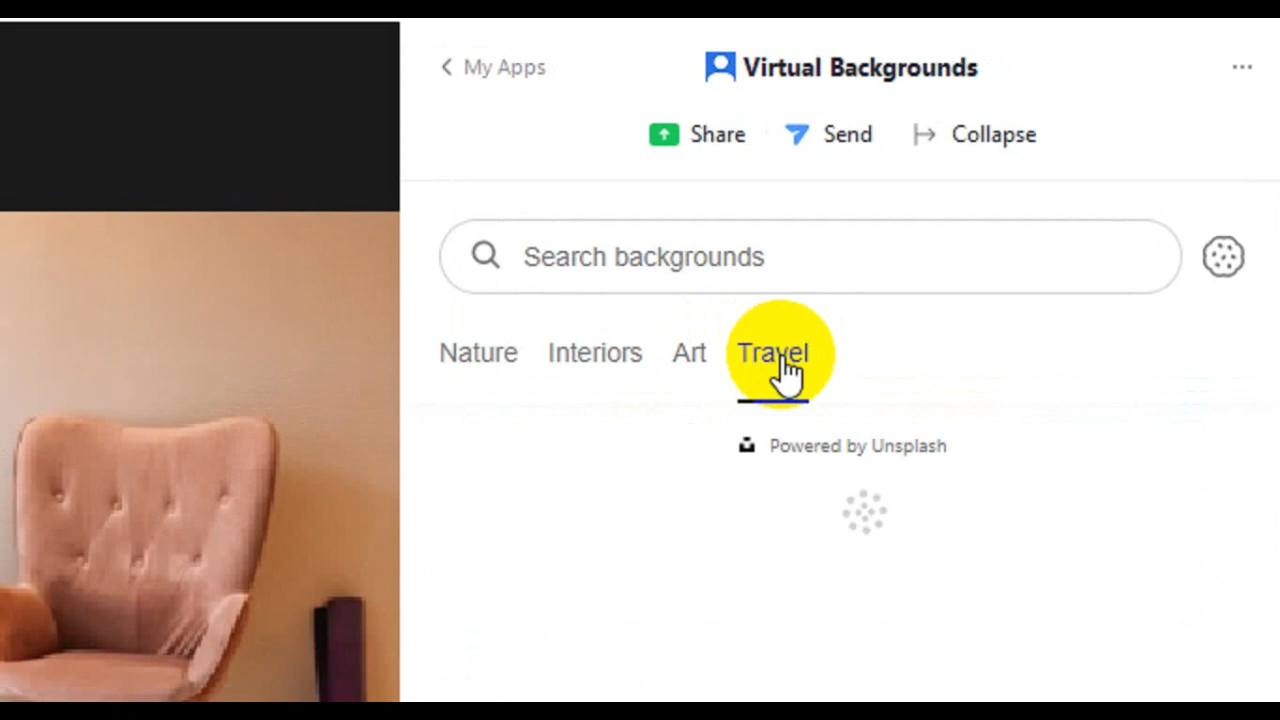 My Apps
Virtual Backgrounds
Share Send Collapse
Search backgrounds
Nature Interiors Art Travel
Powered by Unsplash